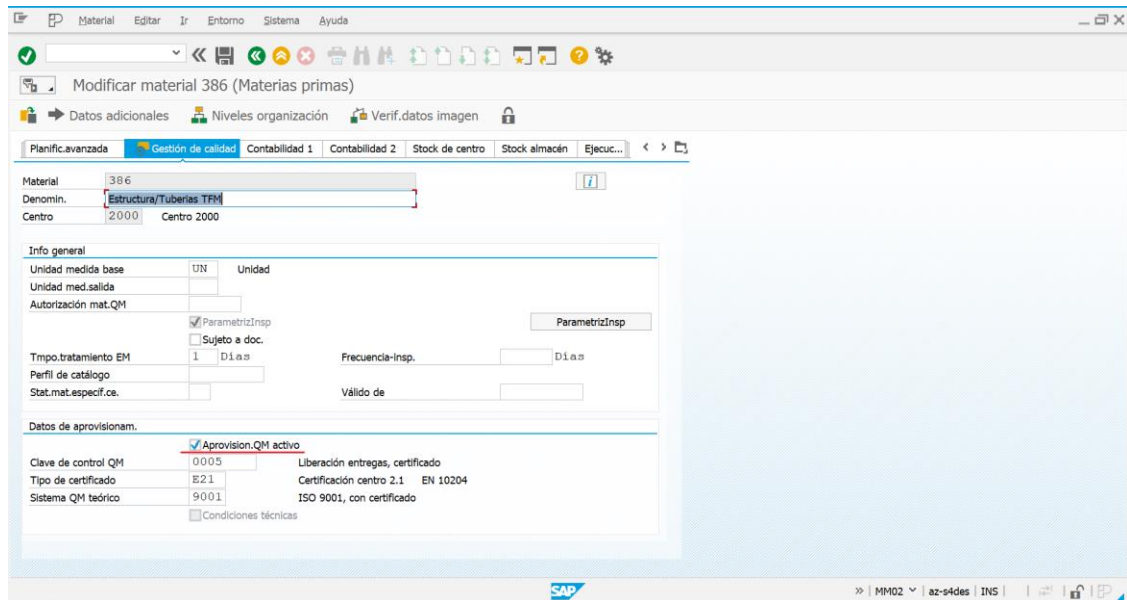 Material Editar Ir Entorno Sistema Ayuda
Modificar material 386 (Materias primas)
Datos adicionales Niveles organización Verif.datos imagen
Planific.avanzada Gestión de calidad Contabilidad 1 Contabilidad 2 Stock de centro Stock almacén Ejecuc...
Material 386
Denomin. Estructura/Tuberias TFM
Centro 2000 Centro 2000
Info general
Unidad medida base UN Unidad
Unidad med.salida
Autorización mat.QM
ParametrizInsp ParametrizInsp
Sujeto a doc.
Tmpo.tratamiento EM 1 Días Frecuencia-insp. Días
Perfil de catálogo
Stat.mat.específ.ce. Válido de
Datos de aprovisionam.
Aprovision.QM activo
Clave de control QM 0005 Liberación entregas, certificado
Tipo de certificado E21 Certificación centro 2.1 EN 10204
Sistema QM teórico 9001 ISO 9001, con certificado
Condiciones técnicas
SAP MM02 az-s4des INS